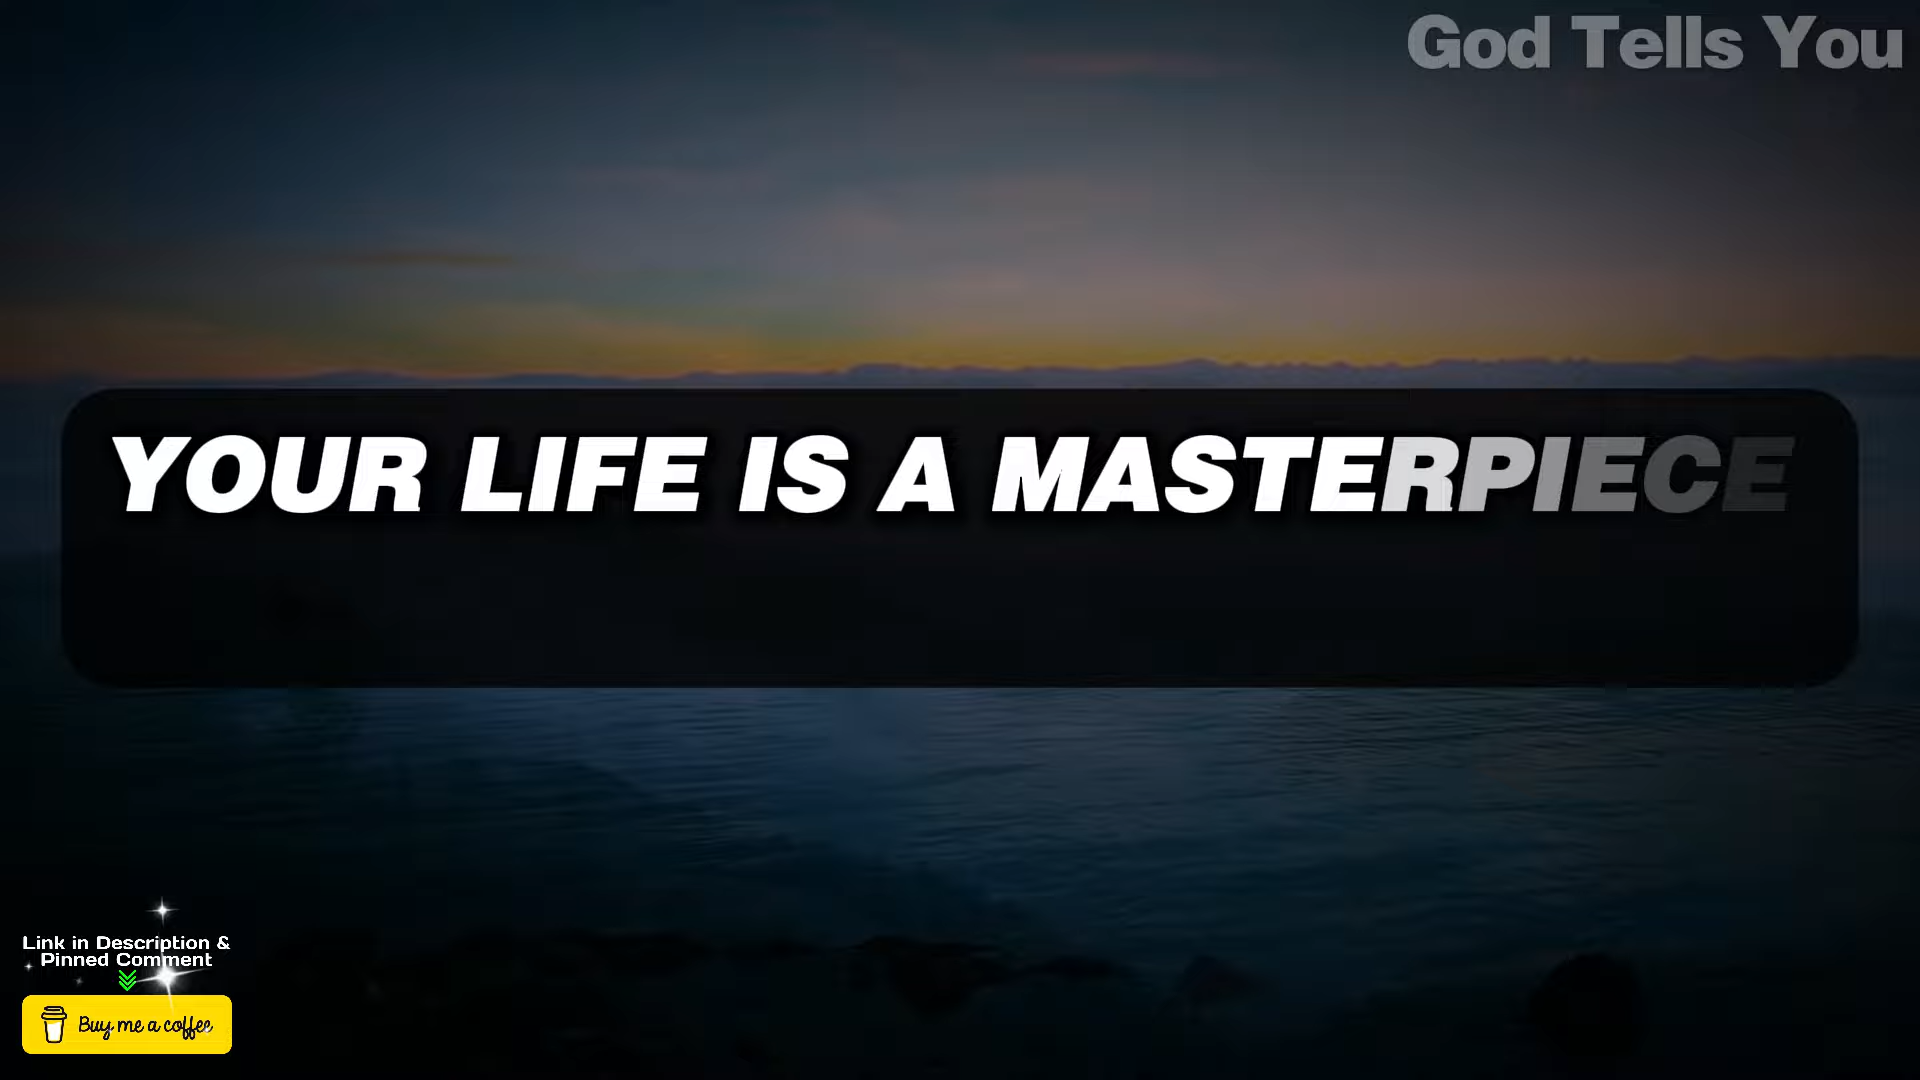 God Tells You
YOUR LIFE IS A MASTERPIECE
Link in Description &
Pinned Comment
Buy me a coffee